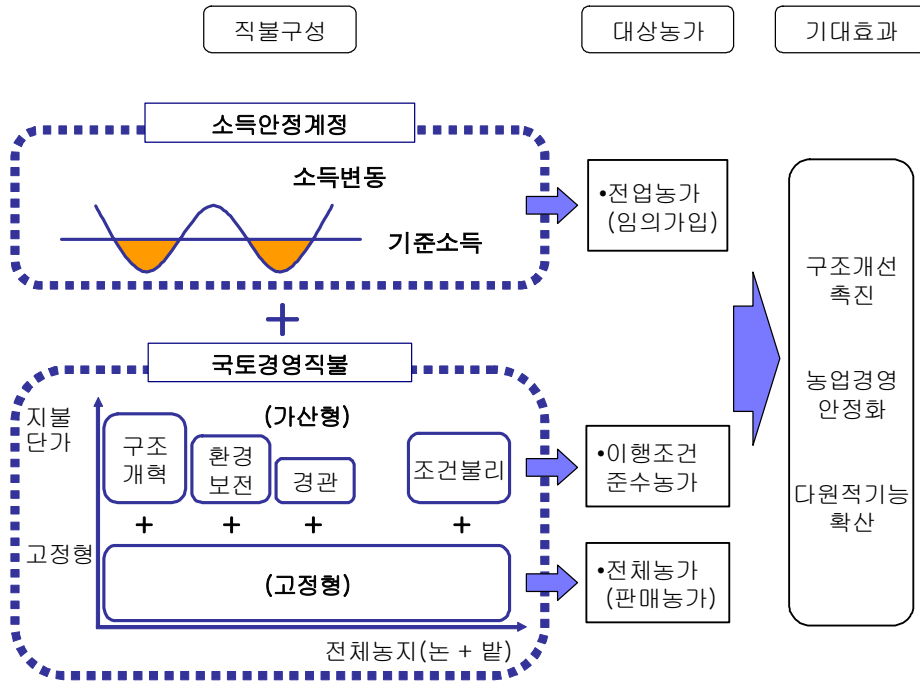 직불구성
대상농가
기대효과
소득안정계정
소득변동
기준소득
•전업농가
(임의가입)
+
국토경영직불
지불
단가
(가산형)
구조
개혁
환경
보전
경관
조건불리
+ + + +
고정형
(고정형)
전체농지(논 + 밭)
•이행조건
준수농가
•전체농가
(판매농가)
구조개선
촉진
농업경영
안정화
다원적기능
확산